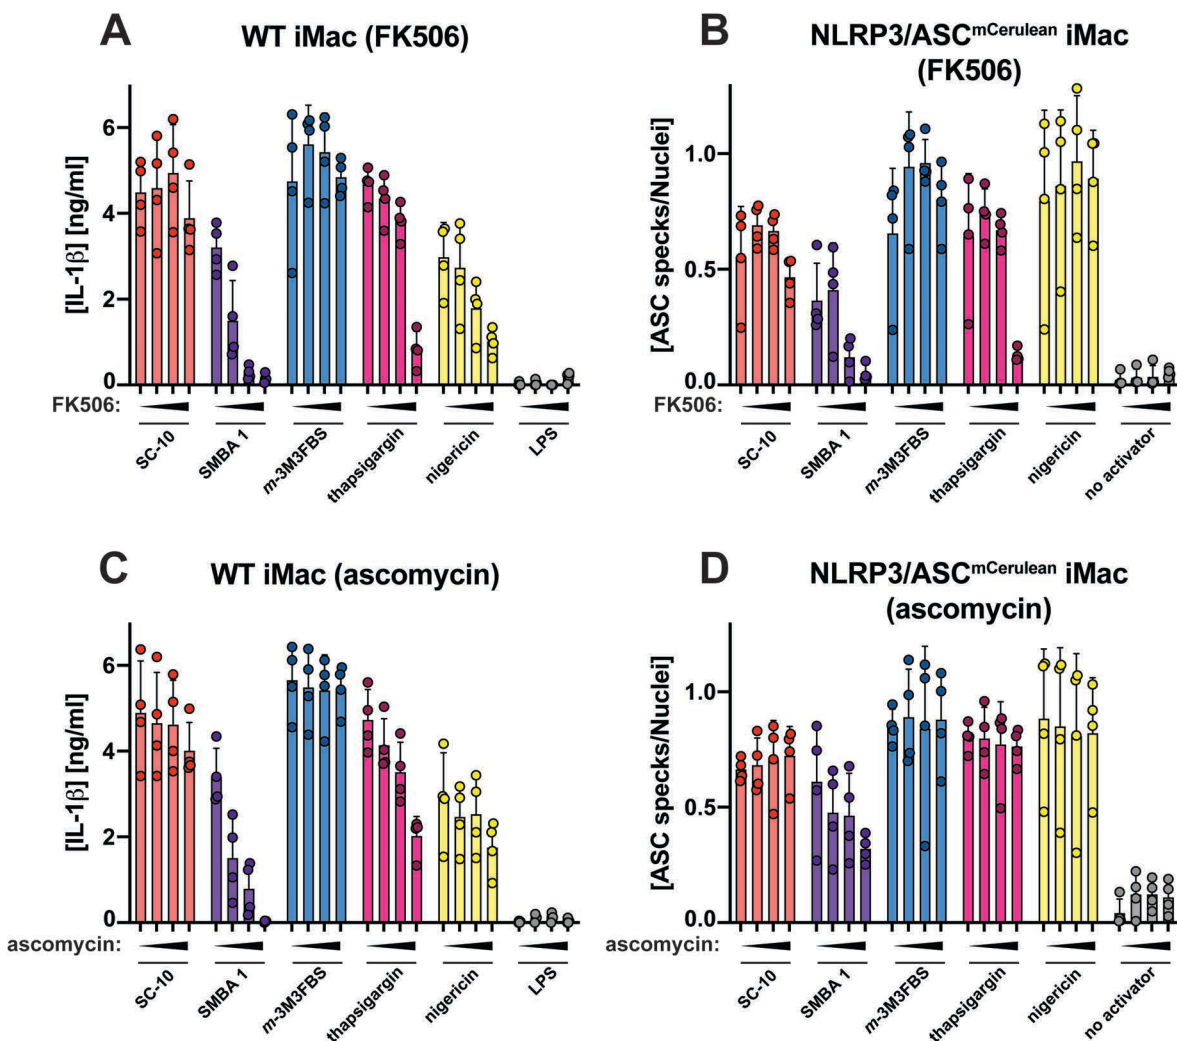 A
WT iMac (FK506)
[IL-1β] [ng/ml]
6
4
2
0
FK506:
SC-10
SMBA 1
m-3M3FBS
thapsigargin
nigericin
LPS
B
NLRP3/ASCmCerulean iMac
(FK506)
[ASC specks/Nuclei]
1.0
0.5
0.0
FK506:
SC-10
SMBA 1
m-3M3FBS
thapsigargin
nigericin
no activator
C
WT iMac (ascomycin)
[IL-1β] [ng/ml]
6
4
2
0
ascomycin:
SC-10
SMBA 1
m-3M3FBS
thapsigargin
nigericin
LPS
D
NLRP3/ASCmCerulean iMac
(ascomycin)
[ASC specks/Nuclei]
1.0
0.5
0.0
ascomycin:
SC-10
SMBA 1
m-3M3FBS
thapsigargin
nigericin
no activator